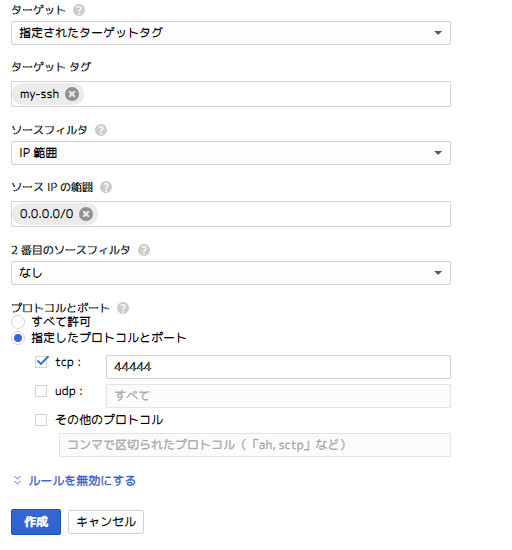 ターゲット
指定されたターゲットタグ
ターゲット タグ
my-ssh
ソースフィルタ
IP 範囲
ソース IP の範囲
0.0.0.0/0
2 番目のソースフィルタ
なし
プロトコルとポート
すべて許可
指定したプロトコルとポート
tcp : 44444
udp : すべて
その他のプロトコル
コンマで区切られたプロトコル（「ah, sctp」など）
ルールを無効にする
作成 キャンセル